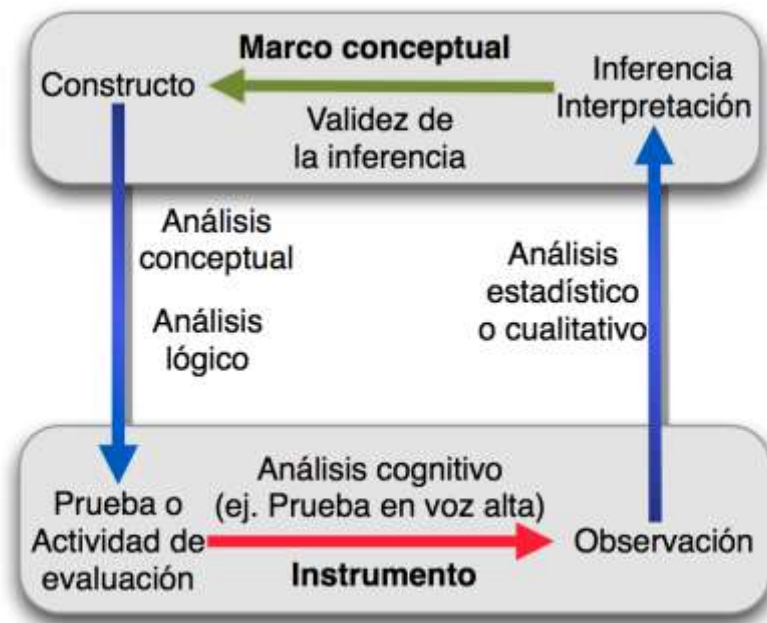 Marco conceptual
Constructo
Inferencia
Interpretación
Validez de
la inferencia
Análisis
conceptual
Análisis
lógico
Análisis
estadístico
o cualitativo
Análisis cognitivo
(ej. Prueba en voz alta)
Prueba o
Actividad de
evaluación
Instrumento
Observación